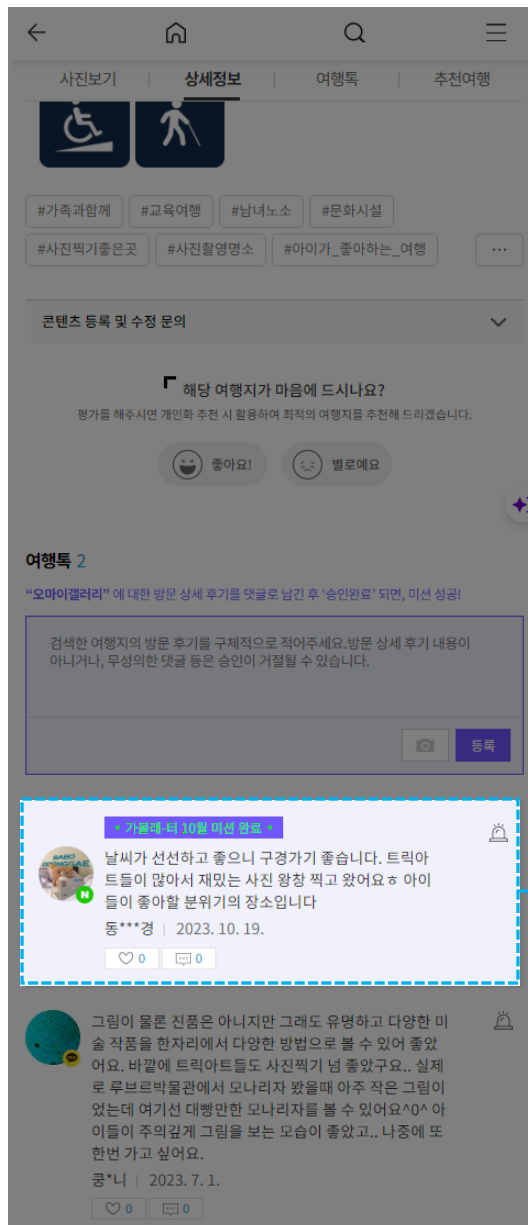 사진보기 상세정보 여행톡 추천여행
#가족과함께 #교육여행 #남녀노소 #문화시설
#사진찍기좋은곳 #사진촬영명소 #아이가_좋아하는_여행 ...
콘텐츠 등록 및 수정 문의
해당 여행지가 마음에 드시나요?
평가를 해주시면 개인화 추천 시 활용하여 최적의 여행지를 추천해 드리겠습니다.
좋아요! 별로예요
여행톡 2
“오마이갤러리” 에 대한 방문 상세 후기를 댓글로 남긴 후 ‘승인완료’ 되면, 미션 성공!
검색한 여행지의 방문 후기를 구체적으로 적어주세요.방문 상세 후기 내용이
아니거나, 무성의한 댓글 등은 승인이 거절될 수 있습니다.
등록
* 가볼래-터 10월 미션 완료 *
날씨가 선선하고 좋으니 구경가기 좋습니다. 트릭아
트들이 많아서 재밌는 사진 왕창 찍고 왔어요ㅎ 아이
들이 좋아할 분위기의 장소입니다
동***경 2023. 10. 19.
0 0
그림이 물론 진품은 아니지만 그래도 유명하고 다양한 미
술 작품을 한자리에서 다양한 방법으로 볼 수 있어 좋았
어요. 바깥에 트릭아트들도 사진찍기 넘 좋았구요.. 실제
로 루브르박물관에서 모나리자 봤을때 아주 작은 그림이
었는데 여기선 대빵만한 모나리자를 볼 수 있어요^0^ 아
이들이 주의깊게 그림을 보는 모습이 좋았고.. 나중에 또
한번 가고 싶어요.
쿵*니 2023. 7. 1.
0 0